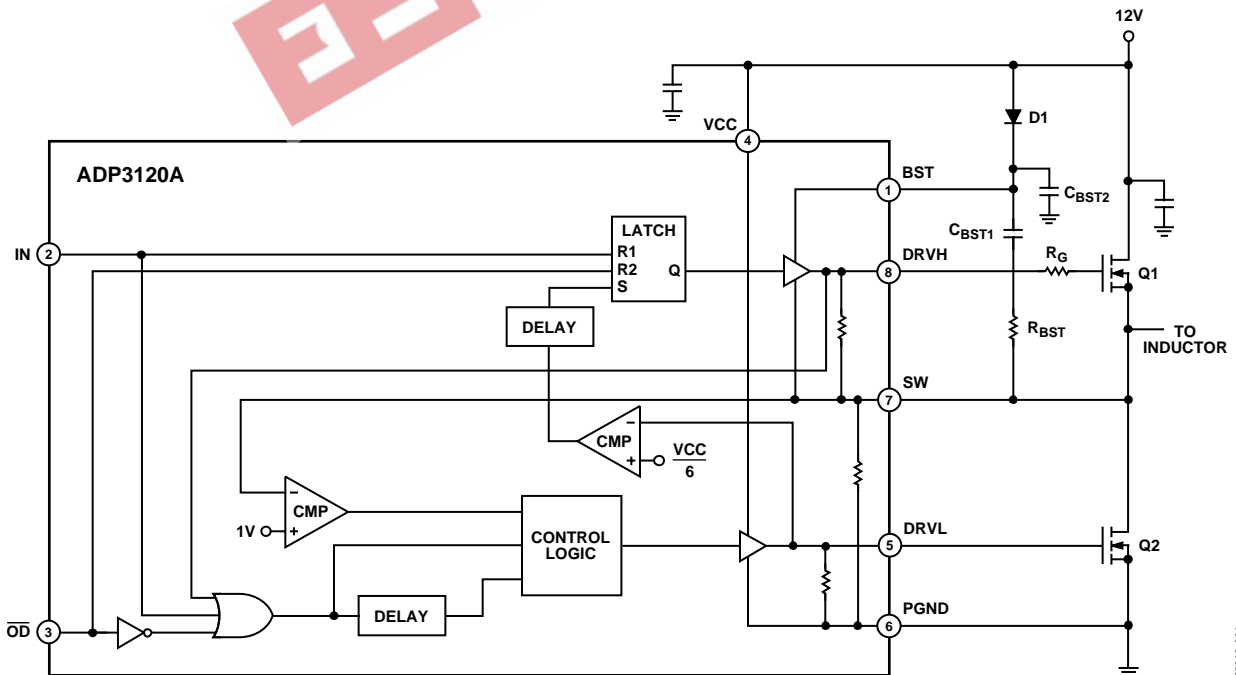 12V
D1
VCC
4
ADP3120A
BST
1
CBST2
CBST1
LATCH
IN 2
R1
R2 Q
S
DRVH
8
RG
Q1
DELAY
RBST
TO
INDUCTOR
SW
7
CMP
− 
+
VCC
6
−
CMP
1V
+
CONTROL
LOGIC
DRVL
5
Q2
DELAY
PGND
6
OD 3